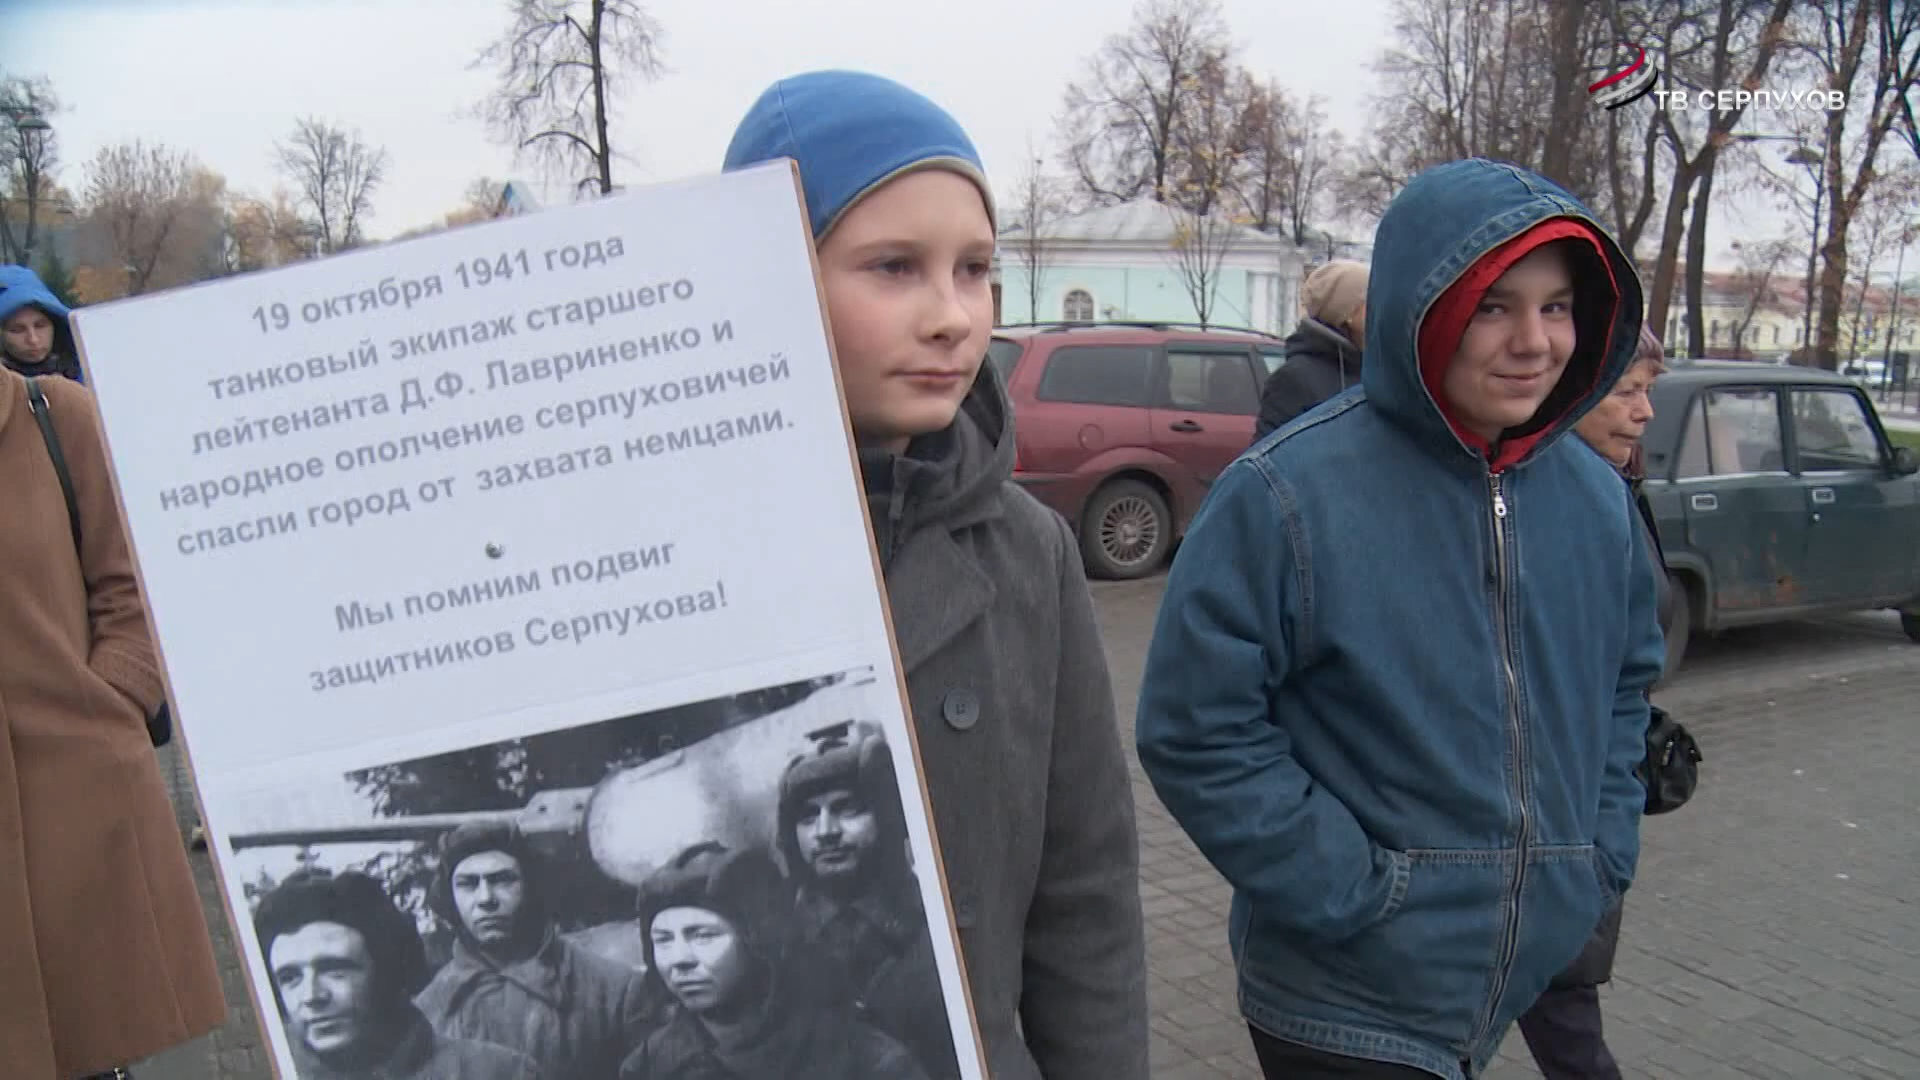 ТВ СЕРПУХОВ
19 октября 1941 года
танковый экипаж старшего
лейтенанта Д.Ф. Лавриненко и
народное ополчение серпуховичей
спасли город от захвата немцами.
Мы помним подвиг
защитников Серпухова!